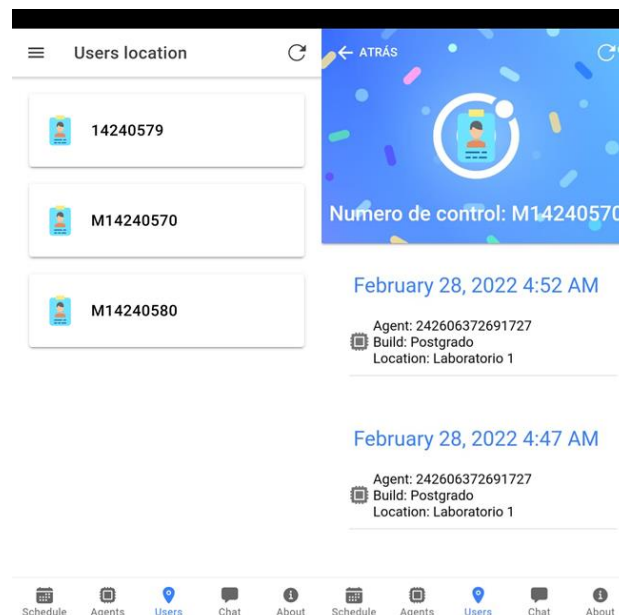 Users location
14240579
M14240570
M14240580
Schedule Agents Users Chat About
ATRÁS
Numero de control: M14240570
February 28, 2022 4:52 AM
Agent: 242606372691727
Build: Postgrado
Location: Laboratorio 1
February 28, 2022 4:47 AM
Agent: 242606372691727
Build: Postgrado
Location: Laboratorio 1
Schedule Agents Users Chat About